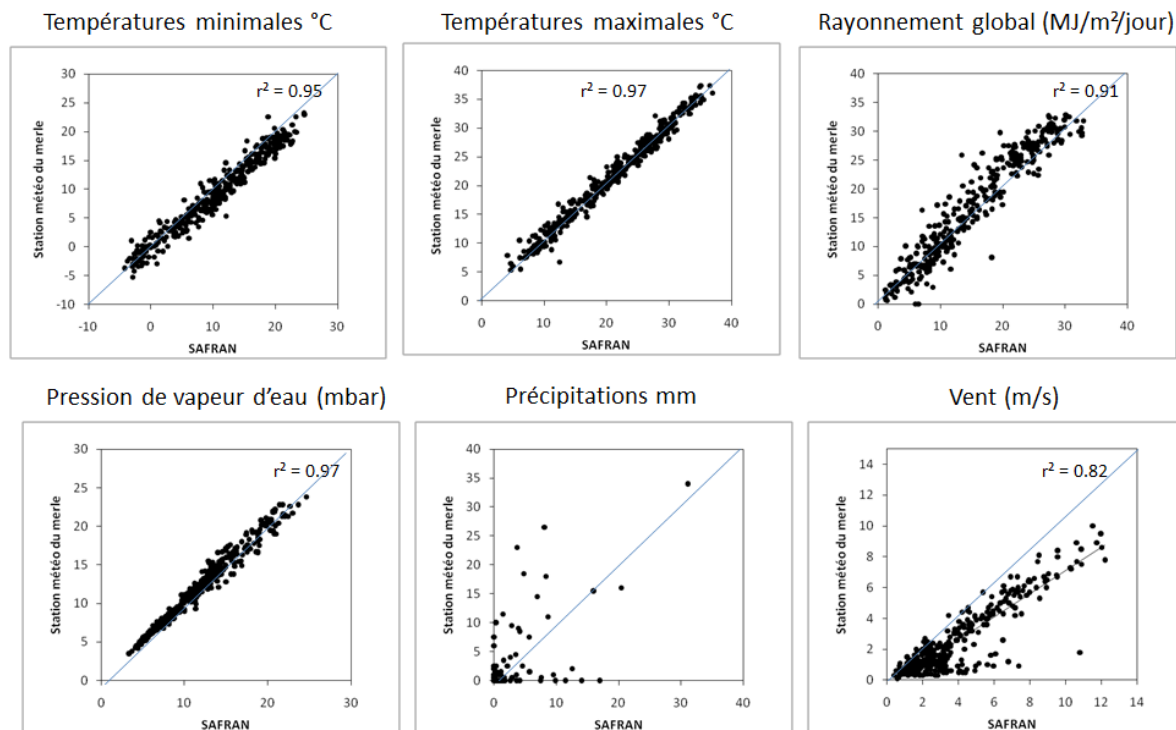 Températures minimales °C
Températures maximales °C
Rayonnement global (MJ/m²/jour)
r² = 0.95
Station météo du merle
30
25
20
15
10
5
0
-5
-10
-10 0 10 20 30
SAFRAN
r² = 0.97
Station météo du merle
40
35
30
25
20
15
10
5
0
0 10 20 30 40
SAFRAN
r² = 0.91
Station météo du merle
40
35
30
25
20
15
10
5
0
0 10 20 30 40
SAFRAN
Pression de vapeur d’eau (mbar)
Précipitations mm
Vent (m/s)
r² = 0.97
Station météo du merle
30
25
20
15
10
5
0
0 10 20 30
SAFRAN
Station météo du merle
40
35
30
25
20
15
10
5
0
0 10 20 30 40
SAFRAN
r² = 0.82
Station météo du merle
14
12
10
8
6
4
2
0
0 2 4 6 8 10 12 14
SAFRAN